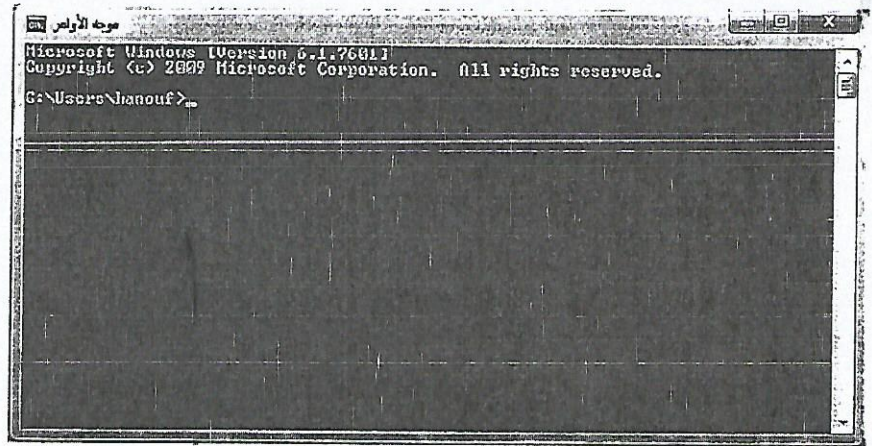 موجه الأوامر
Microsoft Windows [Version 6.1.7601]
Copyright (c) 2009 Microsoft Corporation.  All rights reserved.
C:\Users\hanouf>_